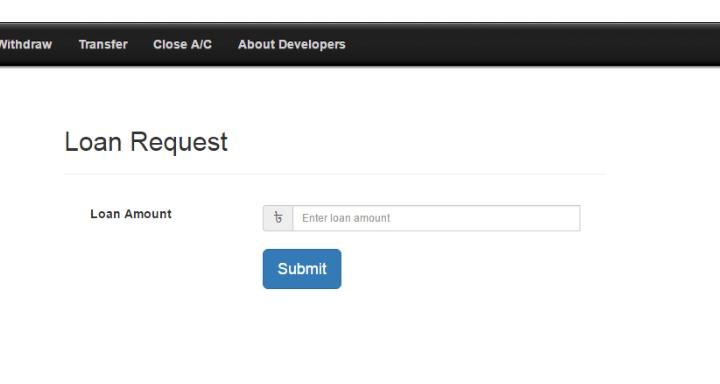 Withdraw Transfer Close A/C About Developers
Loan Request
Loan Amount ৳ Enter loan amount
Submit